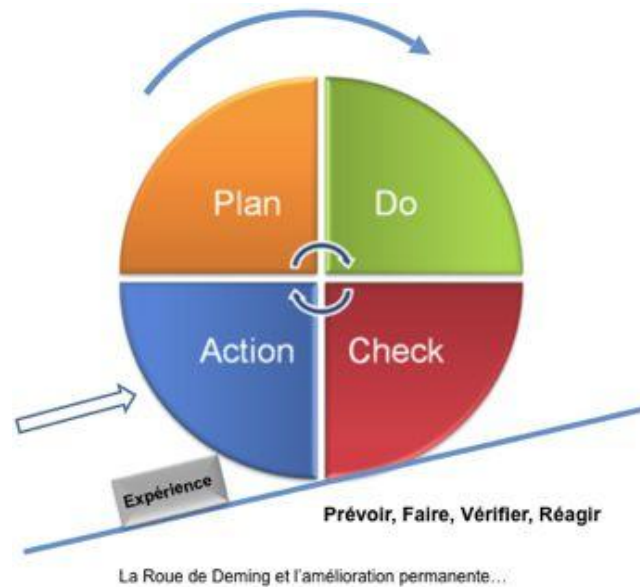 Plan
Do
Action
Check
Expérience
Prévoir, Faire, Vérifier, Réagir
La Roue de Deming et l'amélioration permanente…